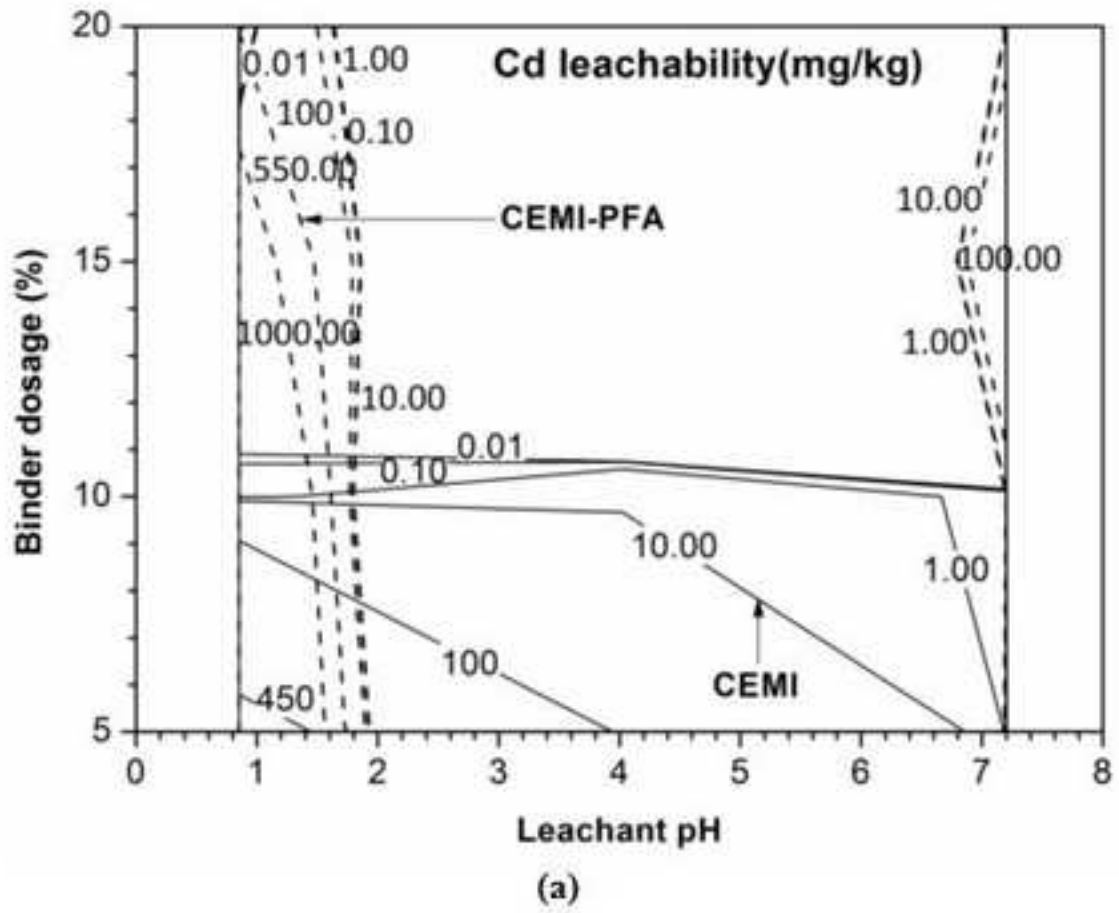 20
15
10
5
Binder dosage (%)
Cd leachability(mg/kg)
0.01
1.00
100
0.10
550.00
CEMI-PFA
10.00
100.00
1000.00
1.00
10.00
0.01
0.10
10.00
1.00
100
CEMI
450
0 1 2 3 4 5 6 7 8
Leachant pH
(a)